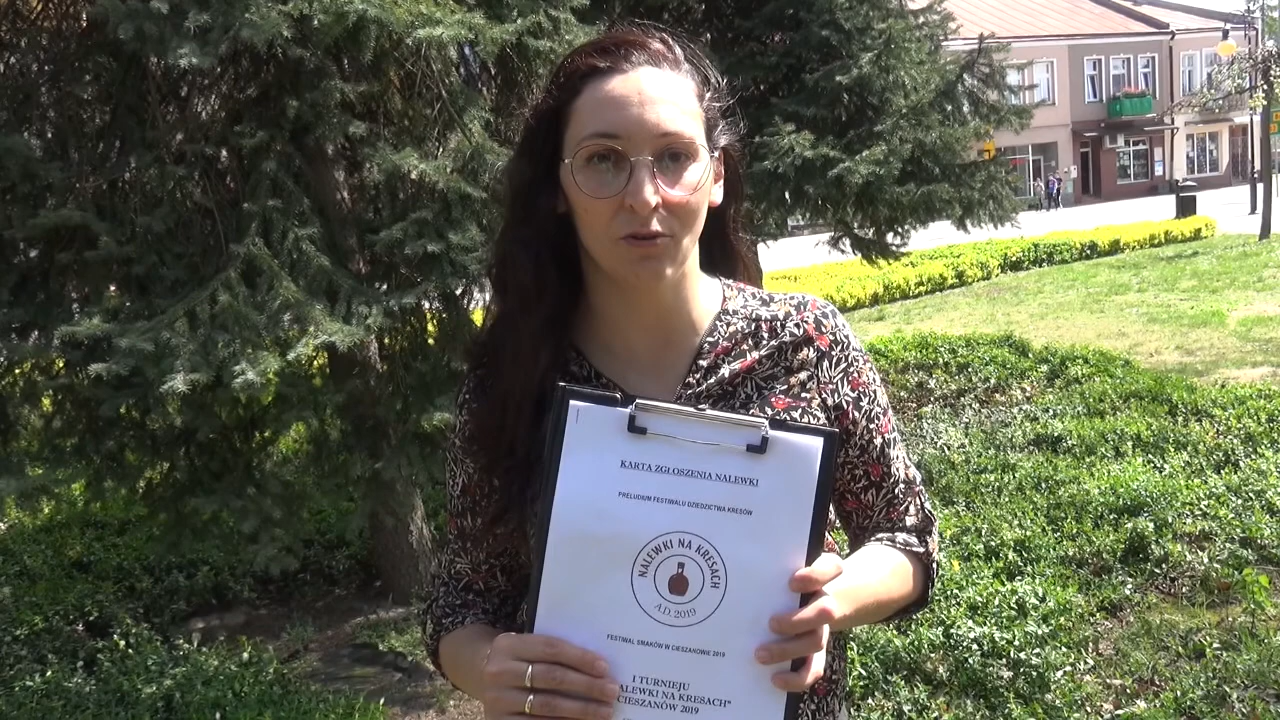 KARTA ZGŁOSZENIA NALEWKI
PRELUDIUM FESTIWALU DZIEDZICTWA KRESÓW
NALEWKI NA KRESACH
A.D. 2019
FESTIWAL SMAKÓW W CIESZANOWIE 2019
I TURNIEJU
ALEWKI NA KRESACH"
CIESZANÓW 2019